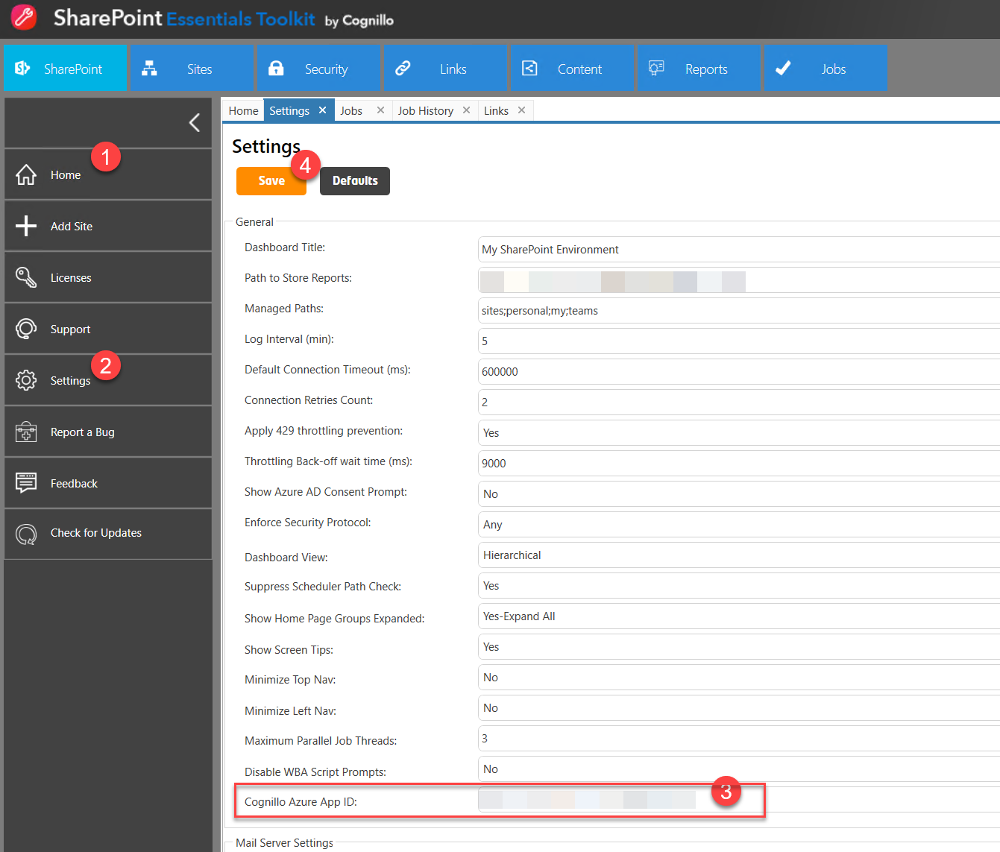 SharePoint Essentials Toolkit by Cognillo
SharePoint
Sites
Security
Links
Content
Reports
Jobs
Home
Settings
Jobs
Job History
Links
1
Home
Add Site
Licenses
Support
2
Settings
Report a Bug
Feedback
Check for Updates
Settings
4
Save
Defaults
General
Dashboard Title: My SharePoint Environment
Path to Store Reports:
Managed Paths: sites;personal;my;teams
Log Interval (min): 5
Default Connection Timeout (ms): 600000
Connection Retries Count: 2
Apply 429 throttling prevention: Yes
Throttling Back-off wait time (ms): 9000
Show Azure AD Consent Prompt: No
Enforce Security Protocol: Any
Dashboard View: Hierarchical
Suppress Scheduler Path Check: Yes
Show Home Page Groups Expanded: Yes-Expand All
Show Screen Tips: Yes
Minimize Top Nav: No
Minimize Left Nav: No
Maximum Parallel Job Threads: 3
Disable WBA Script Prompts: No
Cognillo Azure App ID:
3
Mail Server Settings